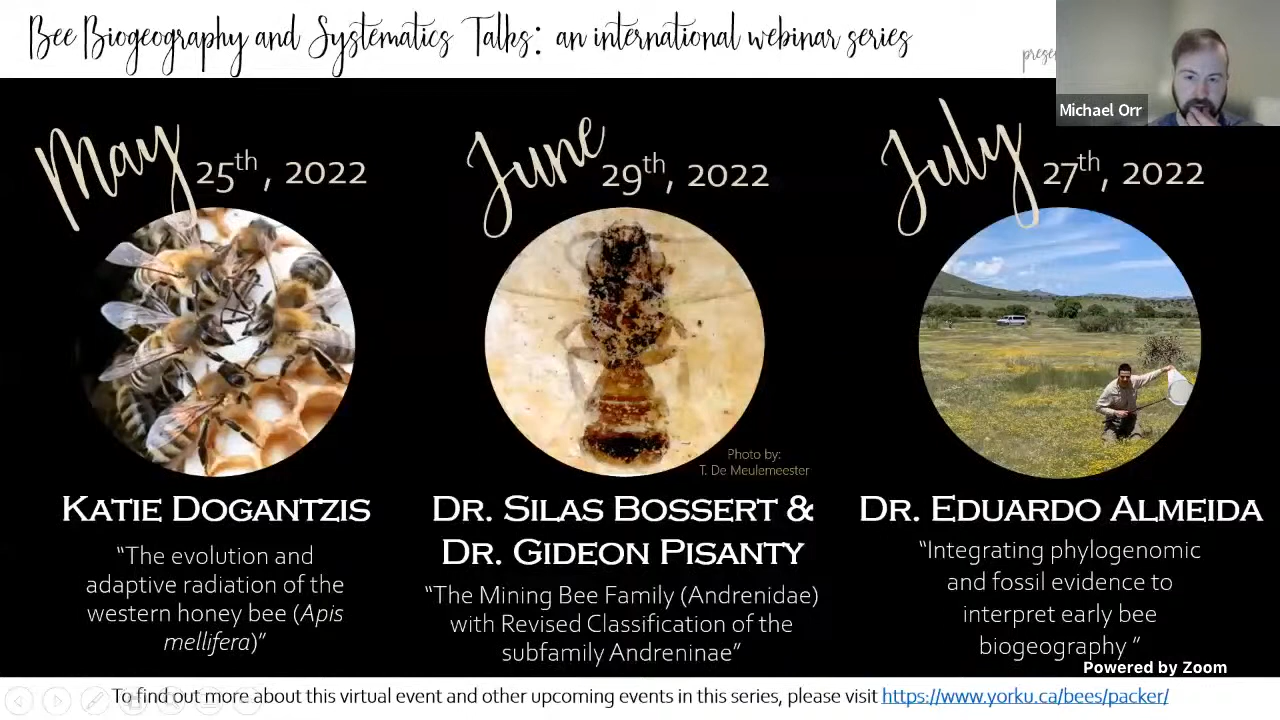 Bee Biogeography and Systematics Talks: an international webinar series
Michael Orr
May 25th, 2022
June 29th, 2022
July 27th, 2022
Photo by:
T. De Meulemeester
KATIE DOGANTZIS
"The evolution and
adaptive radiation of the
western honey bee (Apis
mellifera)"
DR. SILAS BOSSERT &
DR. GIDEON PISANTY
"The Mining Bee Family (Andrenidae)
with Revised Classification of the
subfamily Andreninae"
DR. EDUARDO ALMEIDA
"Integrating phylogenomic
and fossil evidence to
interpret early bee
biogeography "
Powered by Zoom
To find out more about this virtual event and other upcoming events in this series, please visit https://www.yorku.ca/bees/packer/